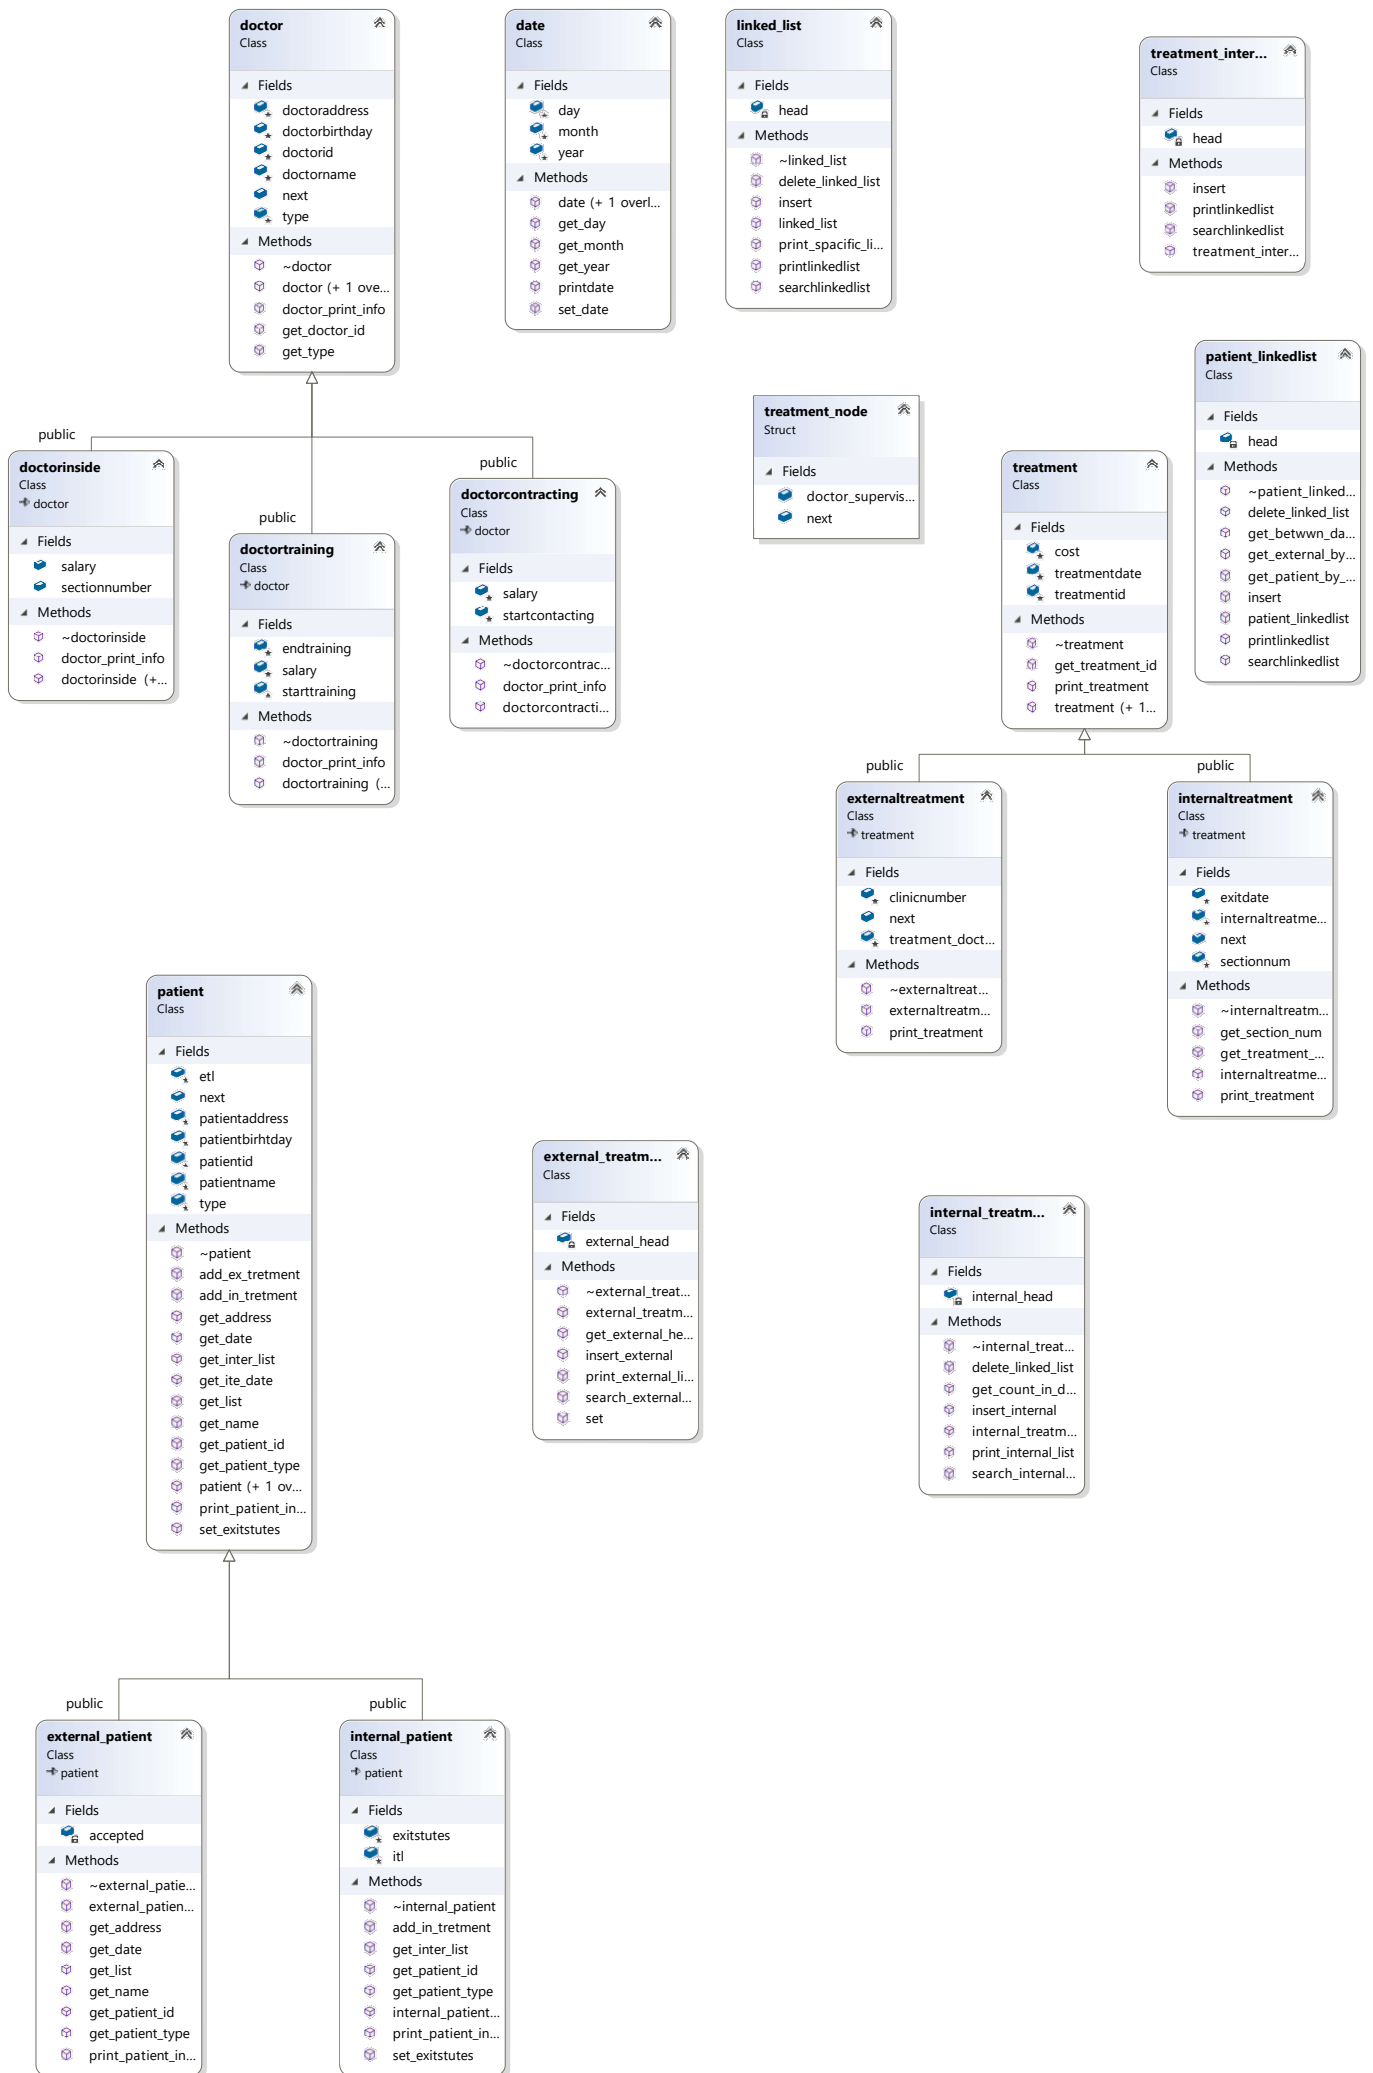 doctor
Class
Fields
doctoraddress
doctorbirthday
doctorid
doctorname
next
type
Methods
~doctor
doctor (+ 1 ove...
doctor_print_info
get_doctor_id
get_type
date
Class
Fields
day
month
year
Methods
date (+ 1 overl...
get_day
get_month
get_year
printdate
set_date
linked_list
Class
Fields
head
Methods
~linked_list
delete_linked_list
insert
linked_list
print_spacific_li...
printlinkedlist
searchlinkedlist
treatment_inter...
Class
Fields
head
Methods
insert
printlinkedlist
searchlinkedlist
treatment_inter...
patient_linkedlist
Class
Fields
head
Methods
~patient_linked...
delete_linked_list
get_betwwn_da...
get_external_by...
get_patient_by_...
insert
patient_linkedlist
printlinkedlist
searchlinkedlist
treatment_node
Struct
Fields
doctor_supervis...
next
public
doctorinside
Class
doctor
Fields
salary
sectionnumber
Methods
~doctorinside
doctor_print_info
doctorinside (+...
public
doctortraining
Class
doctor
Fields
endtraining
salary
starttraining
Methods
~doctortraining
doctor_print_info
doctortraining (...
public
doctorcontracting
Class
doctor
Fields
salary
startcontacting
Methods
~doctorcontrac...
doctor_print_info
doctorcontracti...
treatment
Class
Fields
cost
treatmentdate
treatmentid
Methods
~treatment
get_treatment_id
print_treatment
treatment (+ 1...
public
externaltreatment
Class
treatment
Fields
clinicnumber
next
treatment_doct...
Methods
~externaltreat...
externaltreatm...
print_treatment
public
internaltreatment
Class
treatment
Fields
exitdate
internaltreatme...
next
sectionnum
Methods
~internaltreatm...
get_section_num
get_treatment_...
internaltreatme...
print_treatment
patient
Class
Fields
etl
next
patientaddress
patientbirhtday
patientid
patientname
type
Methods
~patient
add_ex_tretment
add_in_tretment
get_address
get_date
get_inter_list
get_ite_date
get_list
get_name
get_patient_id
get_patient_type
patient (+ 1 ov...
print_patient_in...
set_exitstutes
external_treatm...
Class
Fields
external_head
Methods
~external_treat...
external_treatm...
get_external_he...
insert_external
print_external_li...
search_external...
set
internal_treatm...
Class
Fields
internal_head
Methods
~internal_treat...
delete_linked_list
get_count_in_d...
insert_internal
internal_treatm...
print_internal_list
search_internal...
public
external_patient
Class
patient
Fields
accepted
Methods
~external_patie...
external_patien...
get_address
get_date
get_list
get_name
get_patient_id
get_patient_type
print_patient_in...
public
internal_patient
Class
patient
Fields
exitstutes
itl
Methods
~internal_patient
add_in_tretment
get_inter_list
get_patient_id
get_patient_type
internal_patient...
print_patient_in...
set_exitstutes